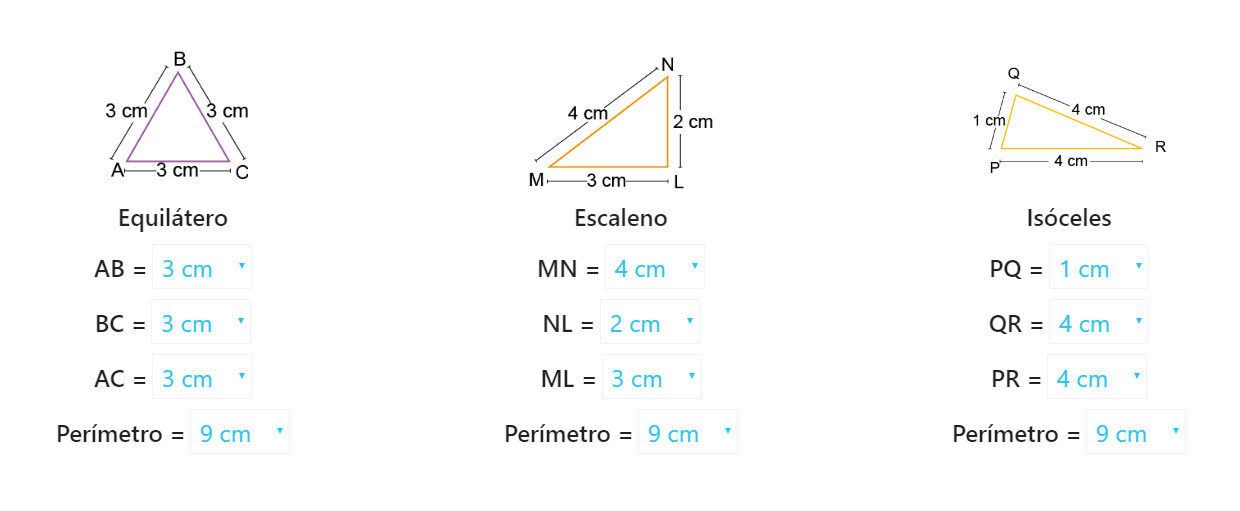 B
3 cm 3 cm
A 3 cm C
Equilátero
AB = 3 cm
BC = 3 cm
AC = 3 cm
Perímetro = 9 cm
N
4 cm
2 cm
M 3 cm L
Escaleno
MN = 4 cm
NL = 2 cm
ML = 3 cm
Perímetro = 9 cm
Q
4 cm
1 cm
R
P 4 cm
Isóceles
PQ = 1 cm
QR = 4 cm
PR = 4 cm
Perímetro = 9 cm